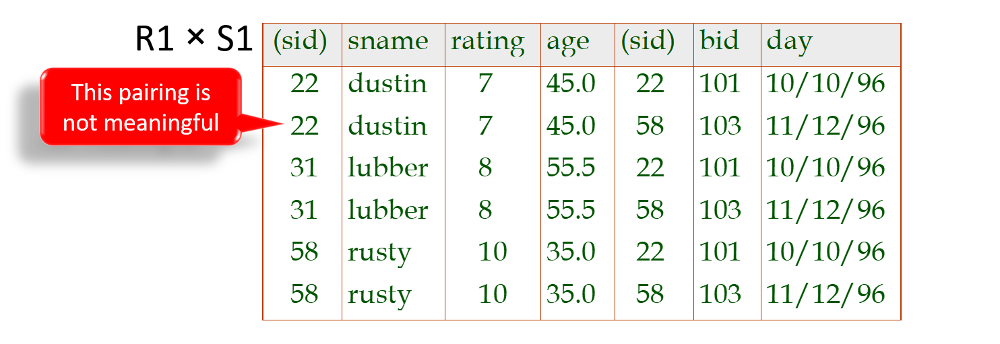 R1 × S1
(sid) sname rating age (sid) bid day
This pairing is
not meaningful
22 dustin 7 45.0 22 101 10/10/96
22 dustin 7 45.0 58 103 11/12/96
31 lubber 8 55.5 22 101 10/10/96
31 lubber 8 55.5 58 103 11/12/96
58 rusty 10 35.0 22 101 10/10/96
58 rusty 10 35.0 58 103 11/12/96